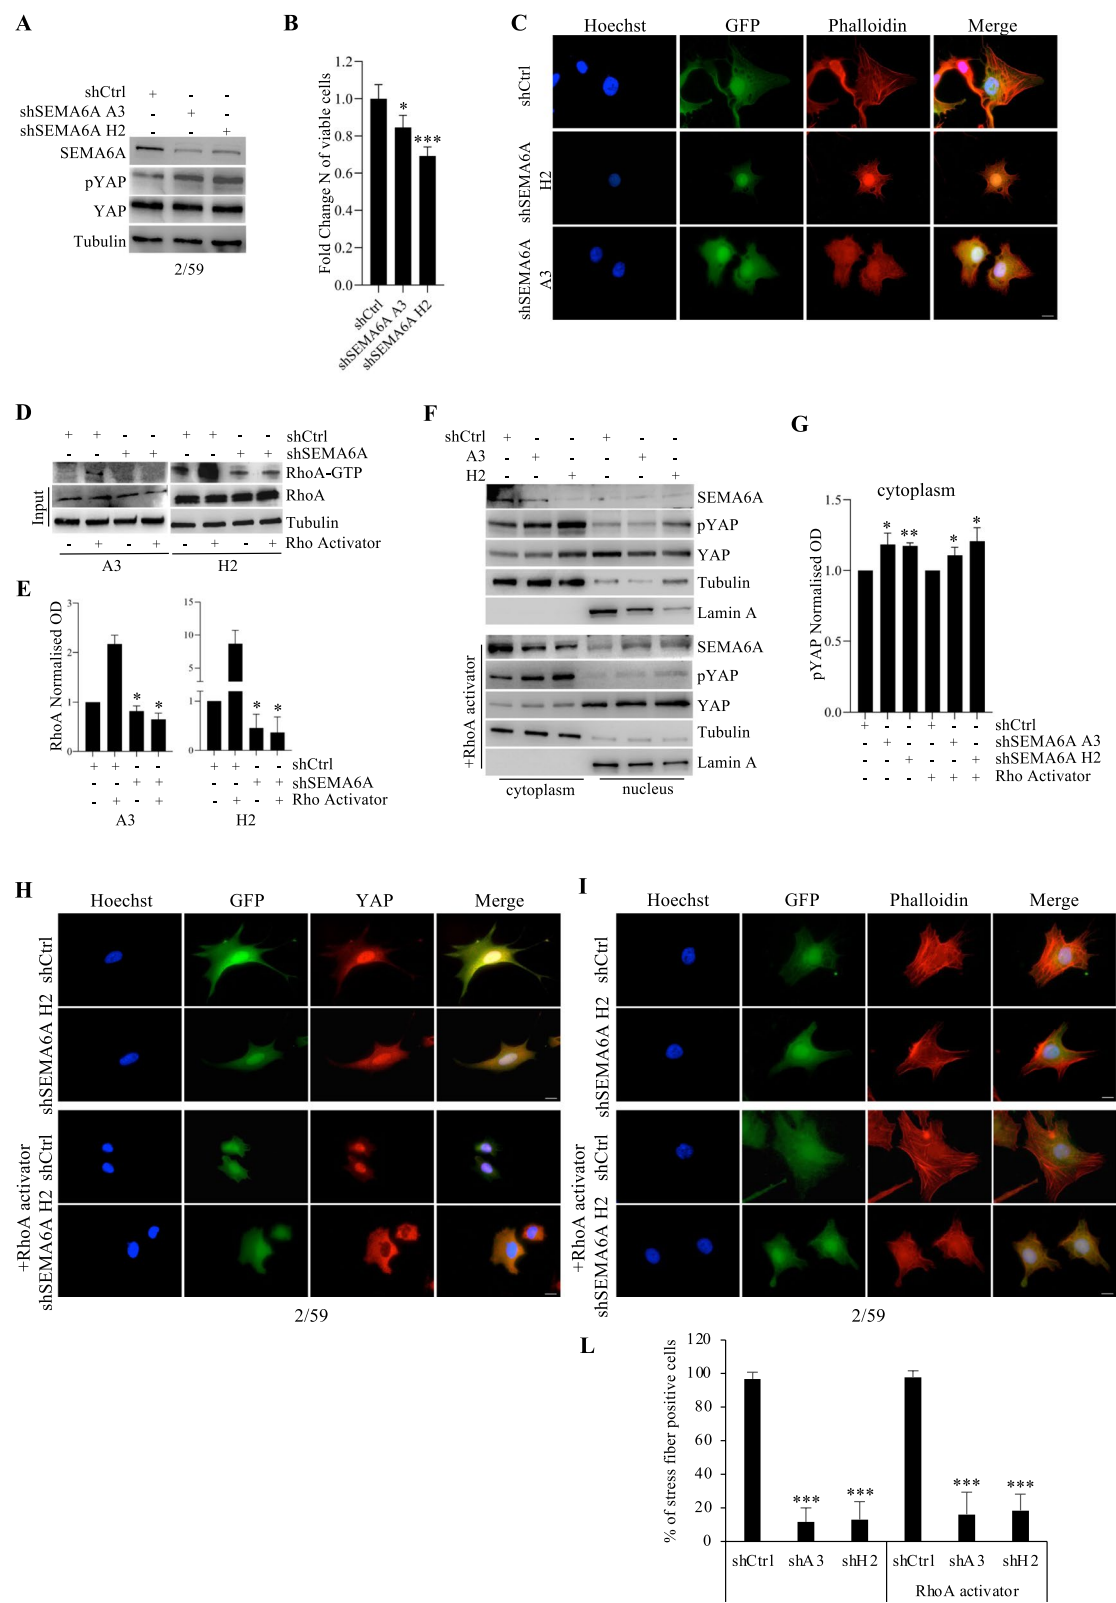 A
shCtrl + - -
shSEMA6A A3 - + -
shSEMA6A H2 - - +
SEMA6A
pYAP
YAP
Tubulin
2/59
B
Fold Change N of viable cells
1.2
1.0
0.8
0.6
0.4
0.2
0.0
*
***
shCtrl
shSEMA6A A3
shSEMA6A H2
C
Hoechst GFP Phalloidin Merge
shCtrl
shSEMA6A H2
shSEMA6A A3
D
+ + - - + + - - shCtrl
- - + + - - + + shSEMA6A
RhoA-GTP
Input
RhoA
Tubulin
- + - + - + - + Rho Activator
A3 H2
E
RhoA Normalised OD
3
2
1
0
* *
15
10
5
1
0
* *
+ + - - + + - - shCtrl
- - + + - - + + shSEMA6A
- + - + - + - + Rho Activator
A3 H2
F
shCtrl + - - + - -
A3 - + - - + -
H2 - - + - - +
SEMA6A
pYAP
YAP
Tubulin
Lamin A
+RhoA activator
SEMA6A
pYAP
YAP
Tubulin
Lamin A
cytoplasm nucleus
G
cytoplasm
pYAP Normalised OD
1.5
1.0
0.5
0.0
* ** * *
+ - - + - - shCtrl
- + - - + - shSEMA6A A3
- - + - - + shSEMA6A H2
- - - + + + Rho Activator
H
Hoechst GFP YAP Merge
shCtrl
shSEMA6A H2
+RhoA activator
shCtrl
shSEMA6A H2
2/59
I
Hoechst GFP Phalloidin Merge
shCtrl
shSEMA6A H2
+RhoA activator
shCtrl
shSEMA6A H2
2/59
L
% of stress fiber positive cells
120
100
80
60
40
20
0
*** *** *** ***
shCtrl shA3 shH2 shCtrl shA3 shH2
RhoA activator